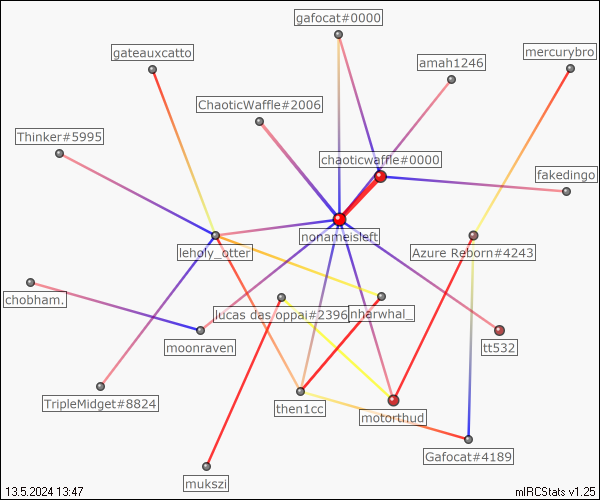 gafocat#0000
gateauxcatto
mercurybro
amah1246
ChaoticWaffle#2006
Thinker#5995
chaoticwaffle#0000
fakedingo
nonameisleft
leholy_otter
Azure Reborn#4243
chobham.
lucas das oppai#2396
nharwhal_
moonraven
tt532
TripleMidget#8824
then1cc
motorthud
Gafocat#4189
mukszi
13.5.2024 13:47
mIRCStats v1.25